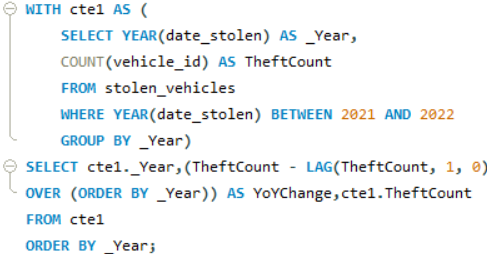 WITH cte1 AS (
SELECT YEAR(date_stolen) AS _Year,
COUNT(vehicle_id) AS TheftCount
FROM stolen_vehicles
WHERE YEAR(date_stolen) BETWEEN 2021 AND 2022
GROUP BY _Year)
SELECT cte1._Year,(TheftCount - LAG(TheftCount, 1, 0)
OVER (ORDER BY _Year)) AS YoYChange,cte1.TheftCount
FROM cte1
ORDER BY _Year;